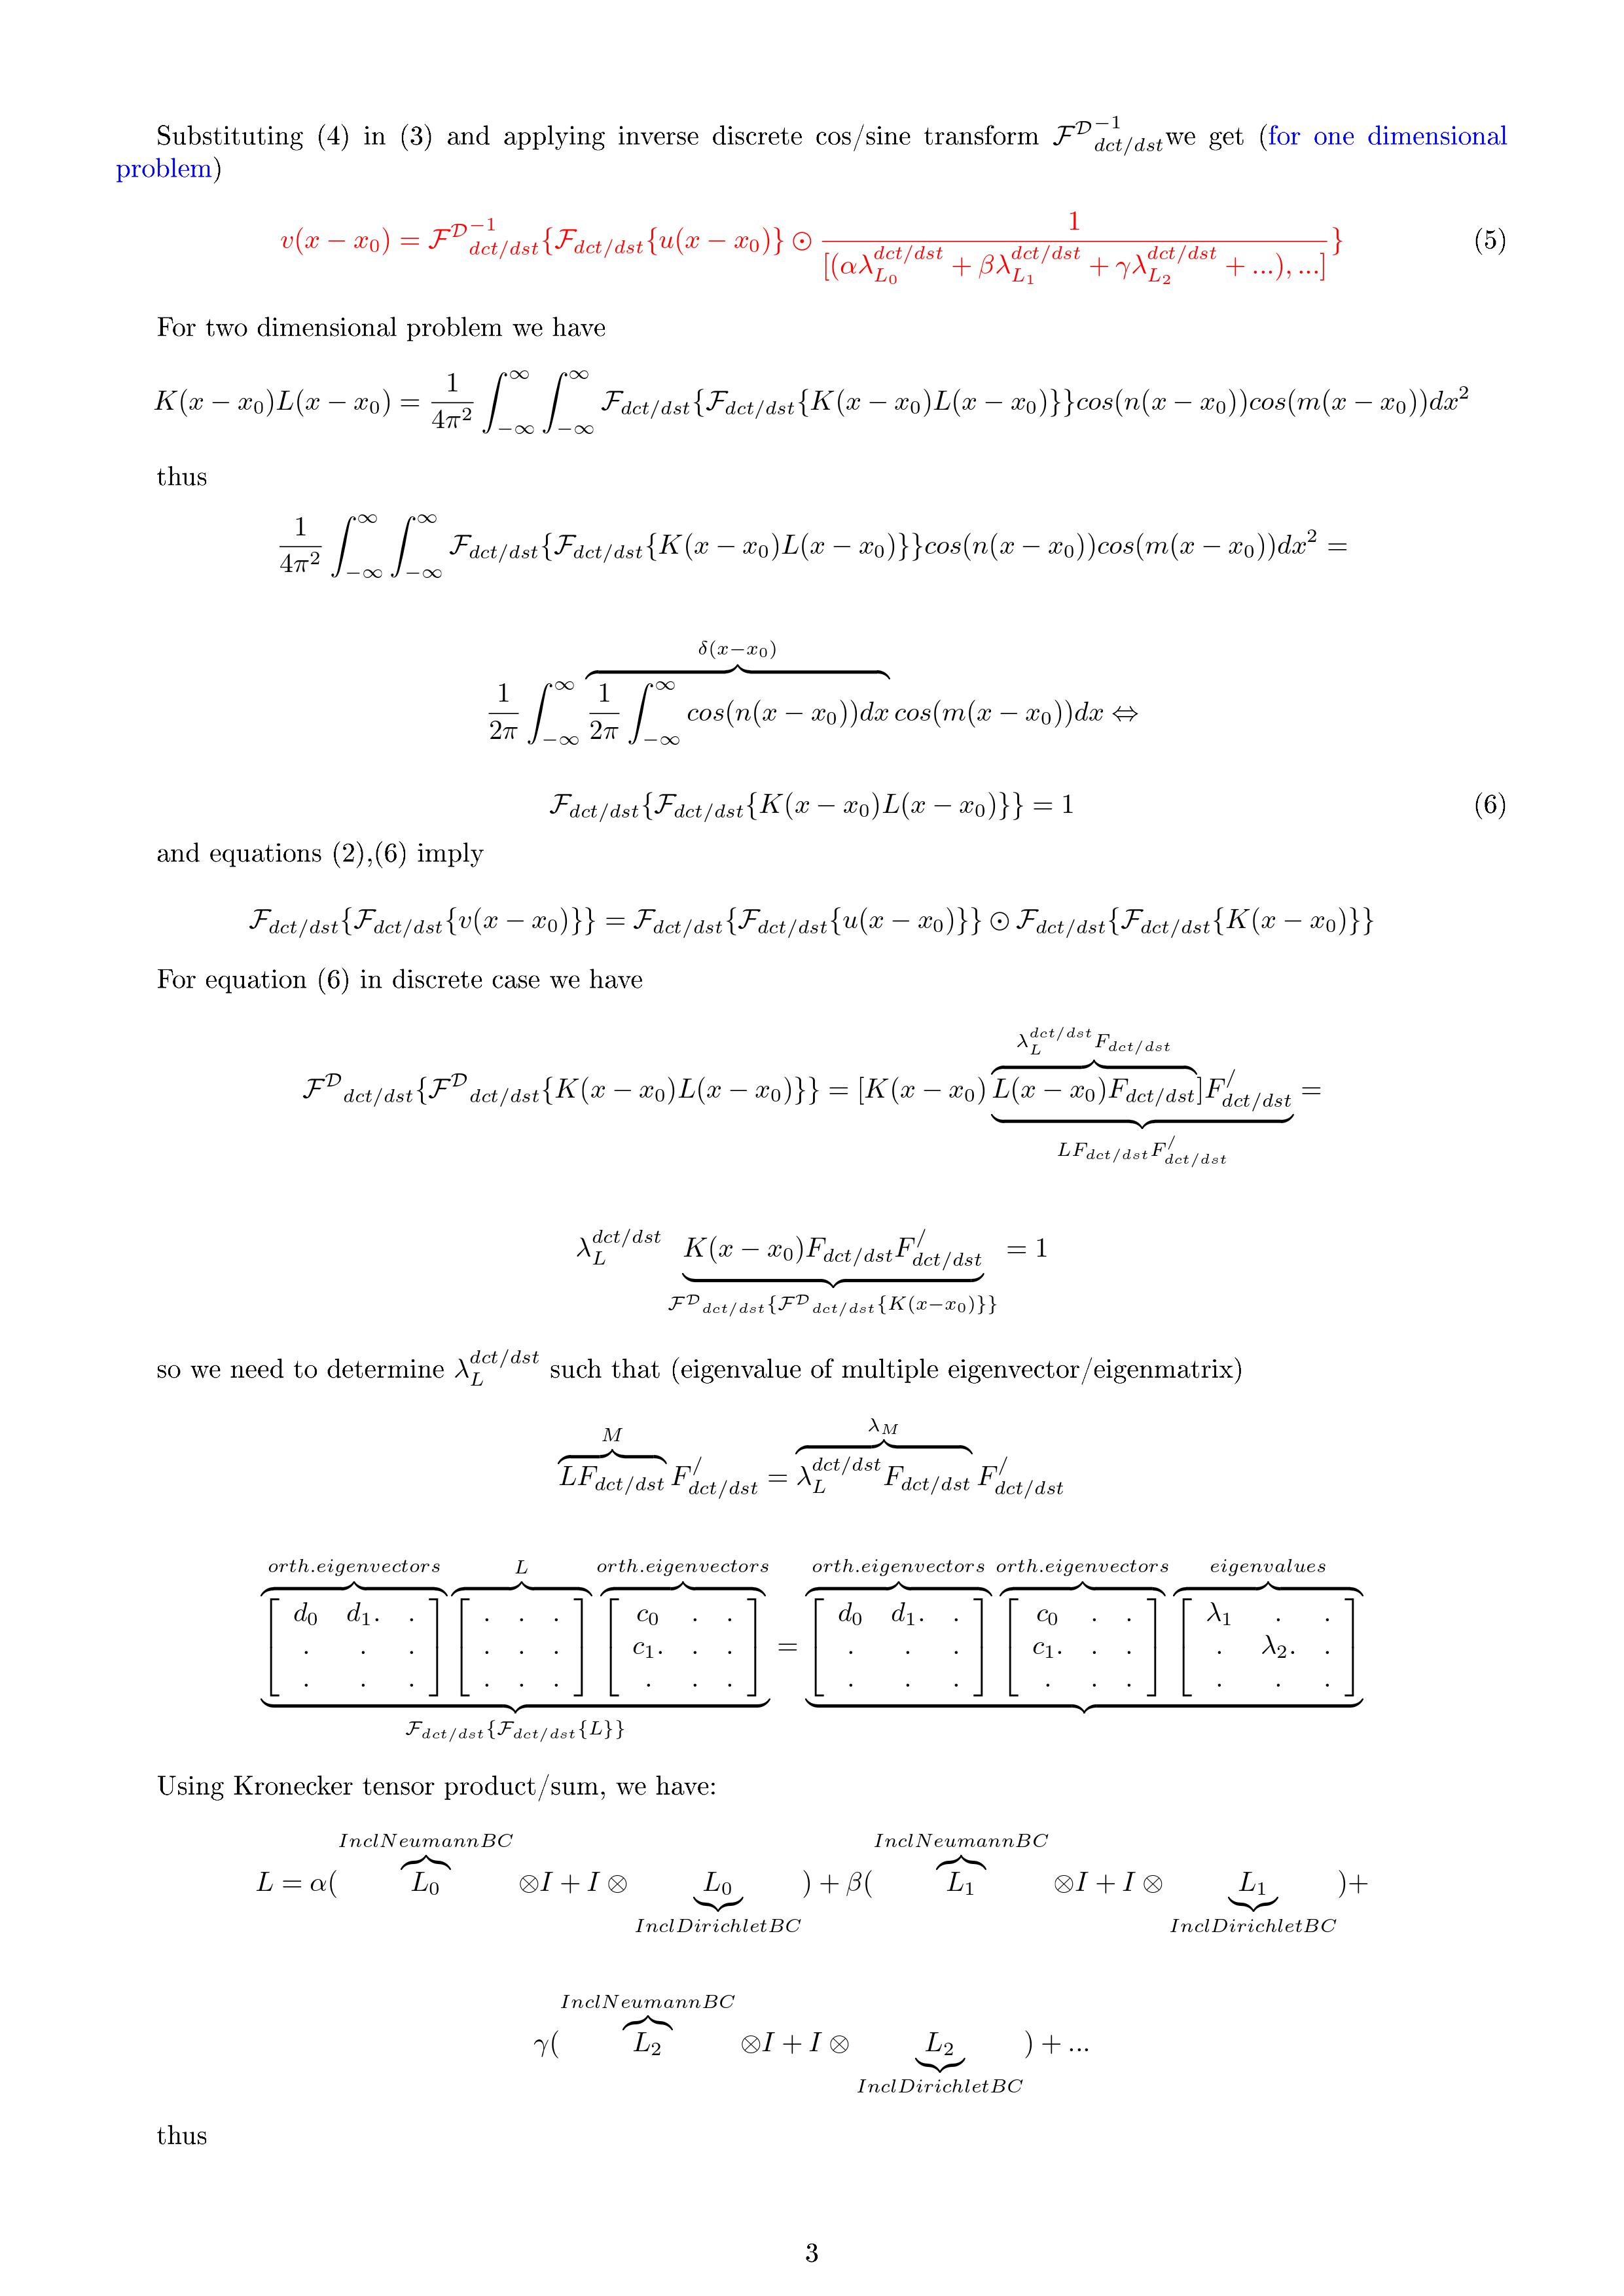 Substituting (4) in (3) and applying inverse discrete cos/sine transform $\mathcal{F^D}^{-1}_{dct/dst}$we get (for one dimensional
problem)
$v(x-x_0) = \mathcal{F^D}^{-1}_{dct/dst}\{\mathcal{F}_{dct/dst}\{u(x-x_0)\} \odot \frac{1}{[(\alpha\lambda_{L_0}^{dct/dst} + \beta\lambda_{L_1}^{dct/dst} + \gamma\lambda_{L_2}^{dct/dst} + ...), ...]}\}$ (5)
For two dimensional problem we have
$K(x-x_0)L(x-x_0) = \frac{1}{4\pi^2}\int_{-\infty}^{\infty}\int_{-\infty}^{\infty}\mathcal{F}_{dct/dst}\{\mathcal{F}_{dct/dst}\{K(x-x_0)L(x-x_0)\}\}cos(n(x-x_0))cos(m(x-x_0))dx^2$
thus
$\frac{1}{4\pi^2}\int_{-\infty}^{\infty}\int_{-\infty}^{\infty}\mathcal{F}_{dct/dst}\{\mathcal{F}_{dct/dst}\{K(x-x_0)L(x-x_0)\}\}cos(n(x-x_0))cos(m(x-x_0))dx^2 =$
$\frac{1}{2\pi}\int_{-\infty}^{\infty}\overbrace{\frac{1}{2\pi}\int_{-\infty}^{\infty}cos(n(x-x_0))dx}^{\delta(x-x_0)}cos(m(x-x_0))dx \Leftrightarrow$
$\mathcal{F}_{dct/dst}\{\mathcal{F}_{dct/dst}\{K(x-x_0)L(x-x_0)\}\} = 1$ (6)
and equations (2),(6) imply
$\mathcal{F}_{dct/dst}\{\mathcal{F}_{dct/dst}\{v(x-x_0)\}\} = \mathcal{F}_{dct/dst}\{\mathcal{F}_{dct/dst}\{u(x-x_0)\}\} \odot \mathcal{F}_{dct/dst}\{\mathcal{F}_{dct/dst}\{K(x-x_0)\}\}$
For equation (6) in discrete case we have
$\mathcal{F^D}_{dct/dst}\{\mathcal{F^D}_{dct/dst}\{K(x-x_0)L(x-x_0)\}\} = [K(x-x_0)\underbrace{\overbrace{L(x-x_0)F_{dct/dst}}^{\lambda_L^{dct/dst}F_{dct/dst}}]F^{/}_{dct/dst}}_{LF_{dct/dst}F^{/}_{dct/dst}} =$
$\lambda_L^{dct/dst}\underbrace{K(x-x_0)F_{dct/dst}F^{/}_{dct/dst}}_{\mathcal{F^D}_{dct/dst}\{\mathcal{F^D}_{dct/dst}\{K(x-x_0)\}\}} = 1$
so we need to determine $\lambda_L^{dct/dst}$ such that (eigenvalue of multiple eigenvector/eigenmatrix)
$\overbrace{LF_{dct/dst}}^{M}F^{/}_{dct/dst} = \overbrace{\lambda_L^{dct/dst}F_{dct/dst}}^{\lambda_M}F^{/}_{dct/dst}$
$\underbrace{\overbrace{\begin{bmatrix} d_0 & d_1. & . \\ . & . & . \\ . & . & . \end{bmatrix}}^{orth.eigenvectors}\overbrace{\begin{bmatrix} . & . & . \\ . & . & . \\ . & . & . \end{bmatrix}}^{L}\overbrace{\begin{bmatrix} c_0 & . & . \\ c_1. & . & . \\ . & . & . \end{bmatrix}}^{orth.eigenvectors}}_{\mathcal{F}_{dct/dst}\{\mathcal{F}_{dct/dst}\{L\}\}} = \underbrace{\overbrace{\begin{bmatrix} d_0 & d_1. & . \\ . & . & . \\ . & . & . \end{bmatrix}}^{orth.eigenvectors}\overbrace{\begin{bmatrix} c_0 & . & . \\ c_1. & . & . \\ . & . & . \end{bmatrix}}^{orth.eigenvectors}\overbrace{\begin{bmatrix} \lambda_1 & . & . \\ . & \lambda_2. & . \\ . & . & . \end{bmatrix}}^{eigenvalues}}$
Using Kronecker tensor product/sum, we have:
$L = \alpha(\overbrace{L_0}^{InclNeumannBC} \otimes I + I \otimes \underbrace{L_0}_{InclDirichletBC}) + \beta(\overbrace{L_1}^{InclNeumannBC} \otimes I + I \otimes \underbrace{L_1}_{InclDirichletBC}) +$
$\gamma(\overbrace{L_2}^{InclNeumannBC} \otimes I + I \otimes \underbrace{L_2}_{InclDirichletBC}) + ...$
thus
3